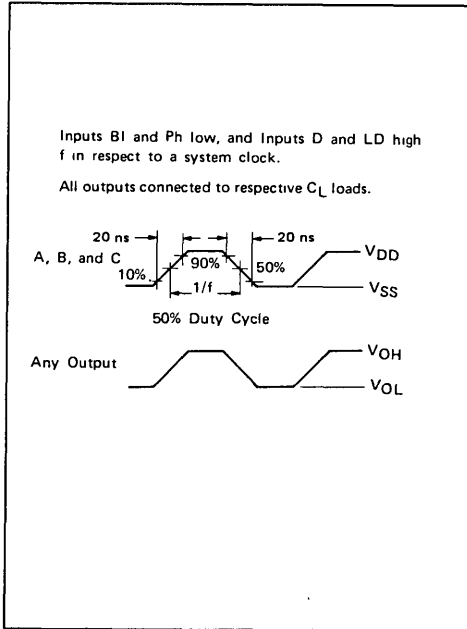 Inputs BI and Ph low, and Inputs D and LD high
f in respect to a system clock.
All outputs connected to respective CL loads.
20 ns 20 ns
A, B, and C 10% 90% 50% VDD
1/f VSS
50% Duty Cycle
Any Output VOH
VOL